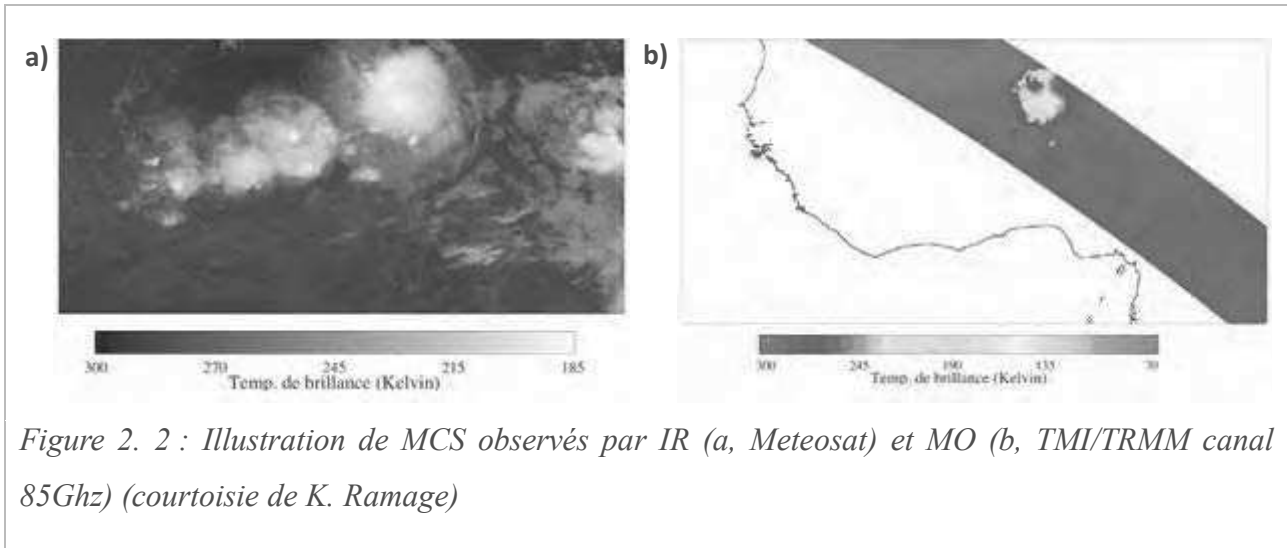 a)
b)
300 270 245 215 185
Temp. de brillance (Kelvin)
300 245 190 135 30
Temp. de brillance (Kelvin)
Figure 2. 2 : Illustration de MCS observés par IR (a, Meteosat) et MO (b, TMI/TRMM canal
85Ghz) (courtoisie de K. Ramage)